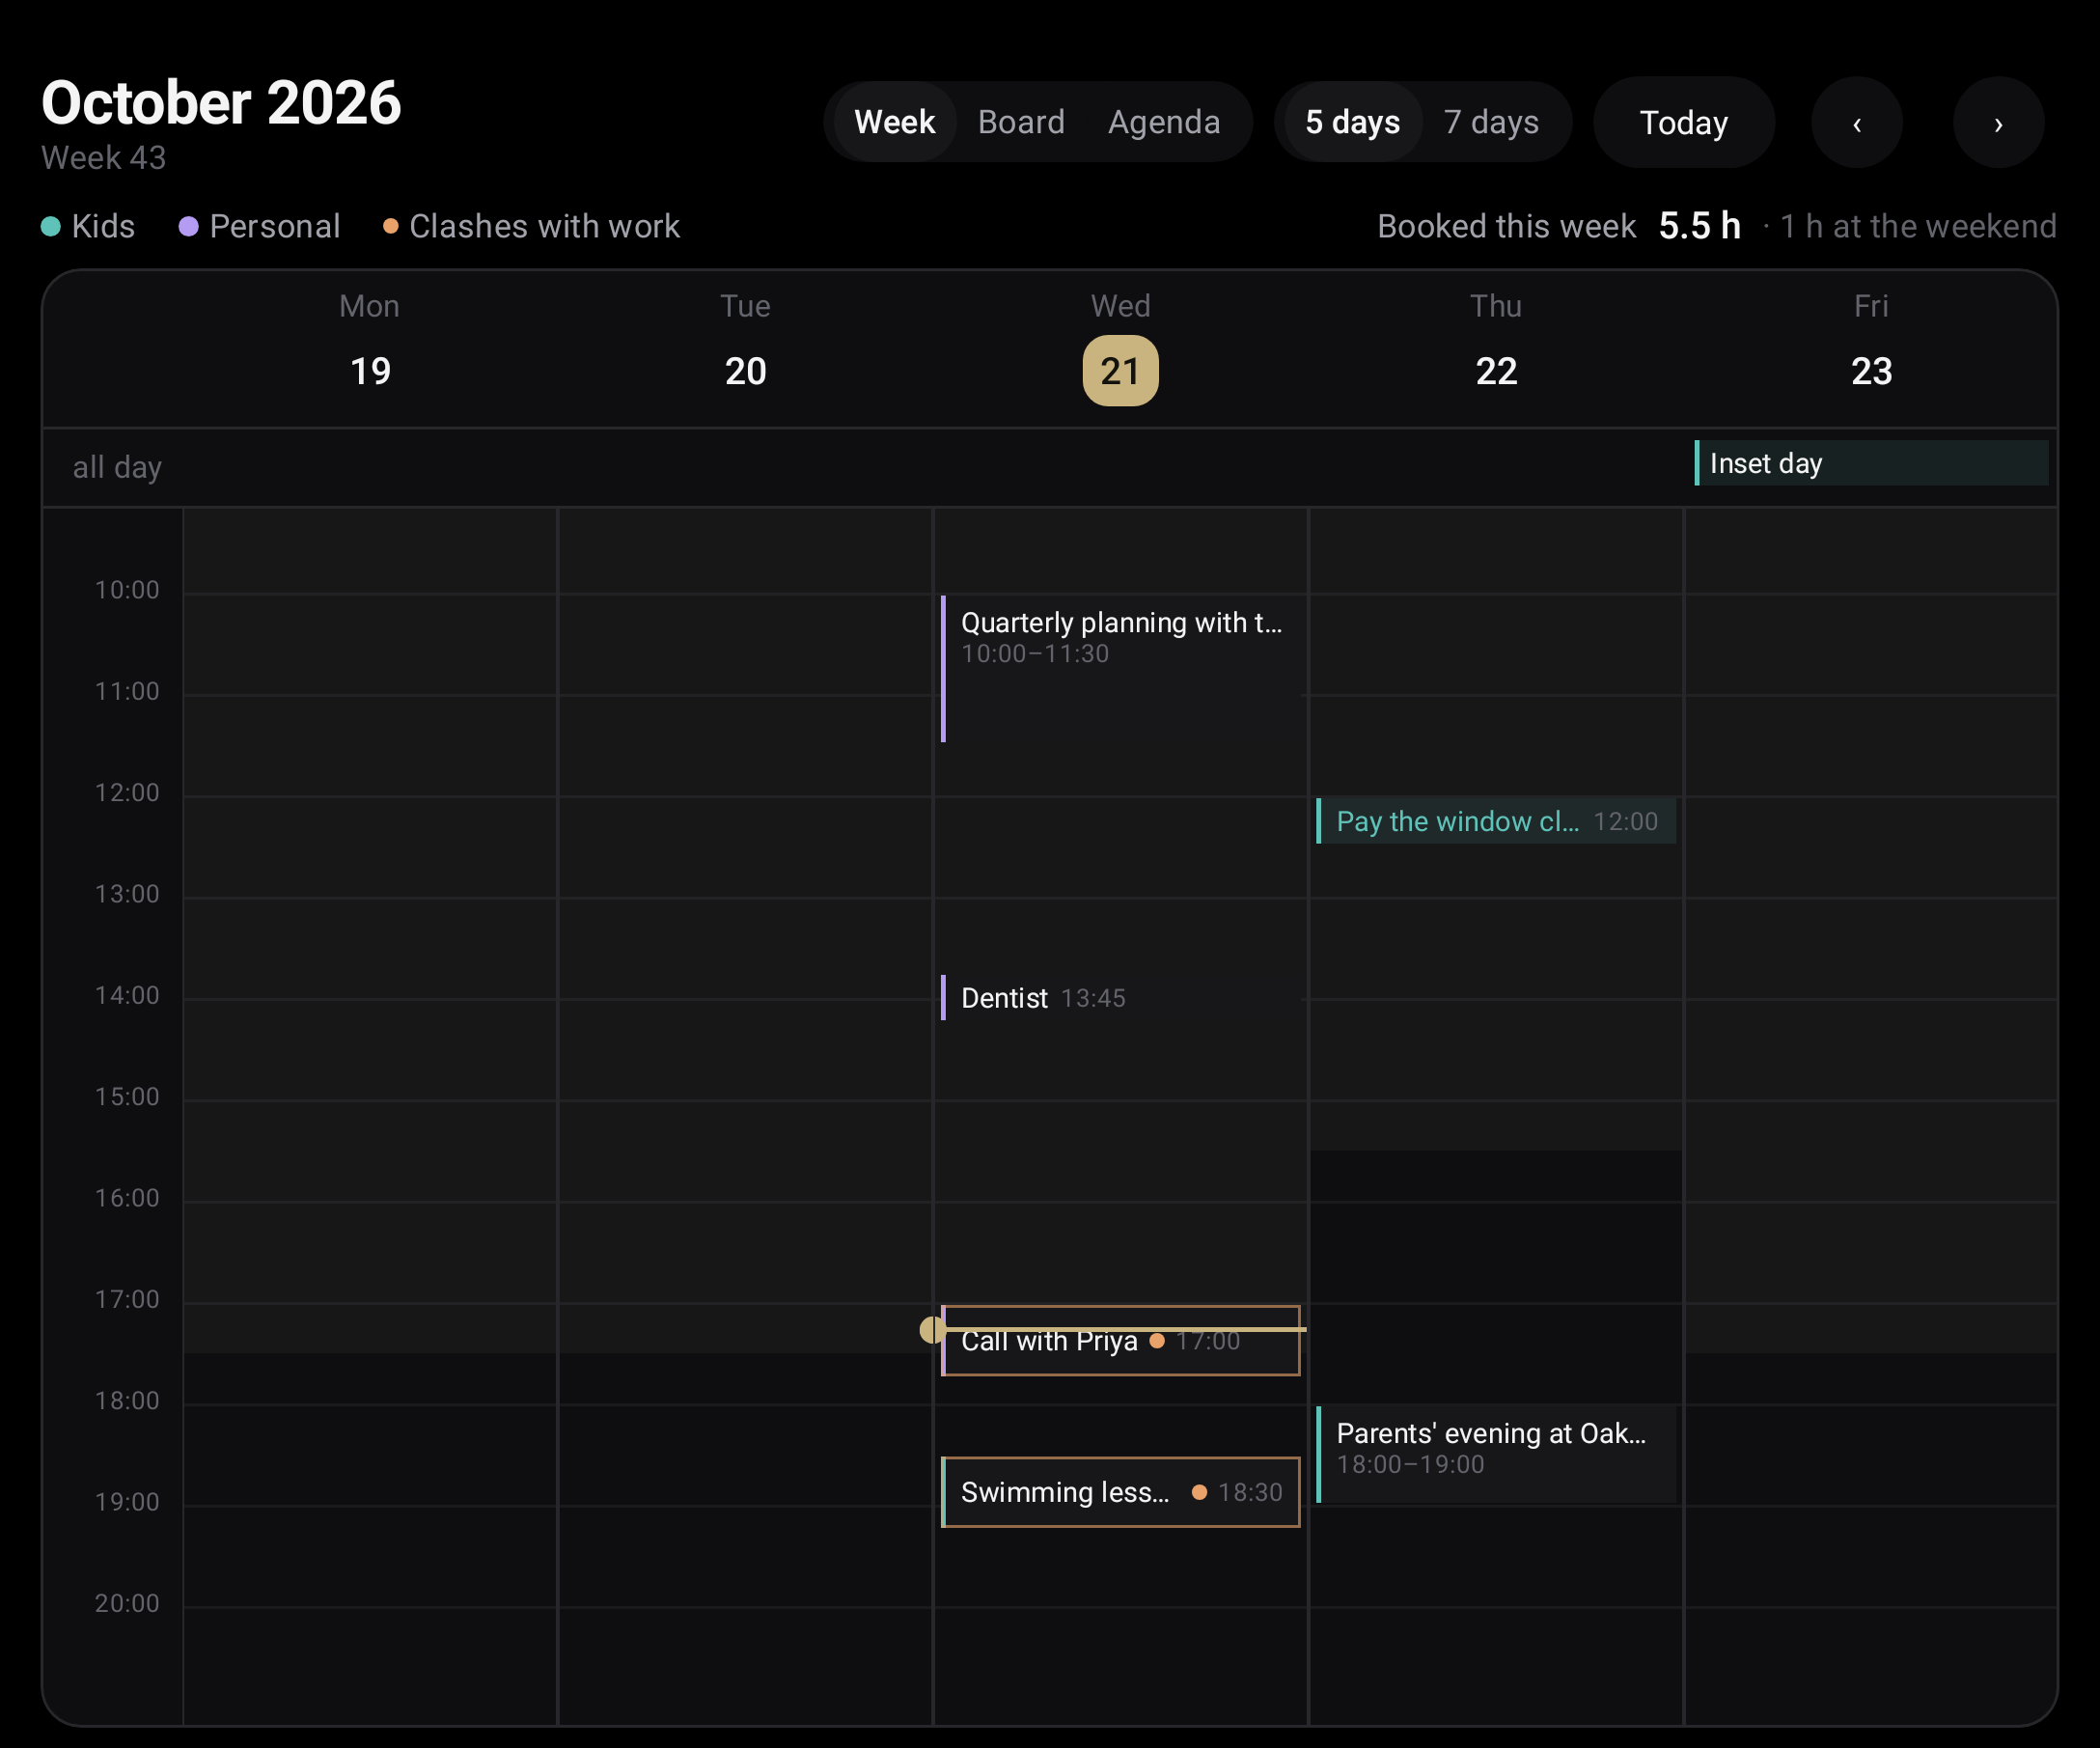 October 2026
Week 43
Week Board Agenda
5 days 7 days
Today
‹ ›
Kids Personal Clashes with work
Booked this week 5.5 h · 1 h at the weekend
Mon Tue Wed Thu Fri
19 20 21 22 23
all day
Inset day
10:00
Quarterly planning with t…
10:00–11:30
11:00
12:00
Pay the window cl… 12:00
13:00
14:00
Dentist 13:45
15:00
16:00
17:00
Call with Priya 17:00
18:00
Parents' evening at Oak…
18:00–19:00
Swimming less… 18:30
19:00
20:00